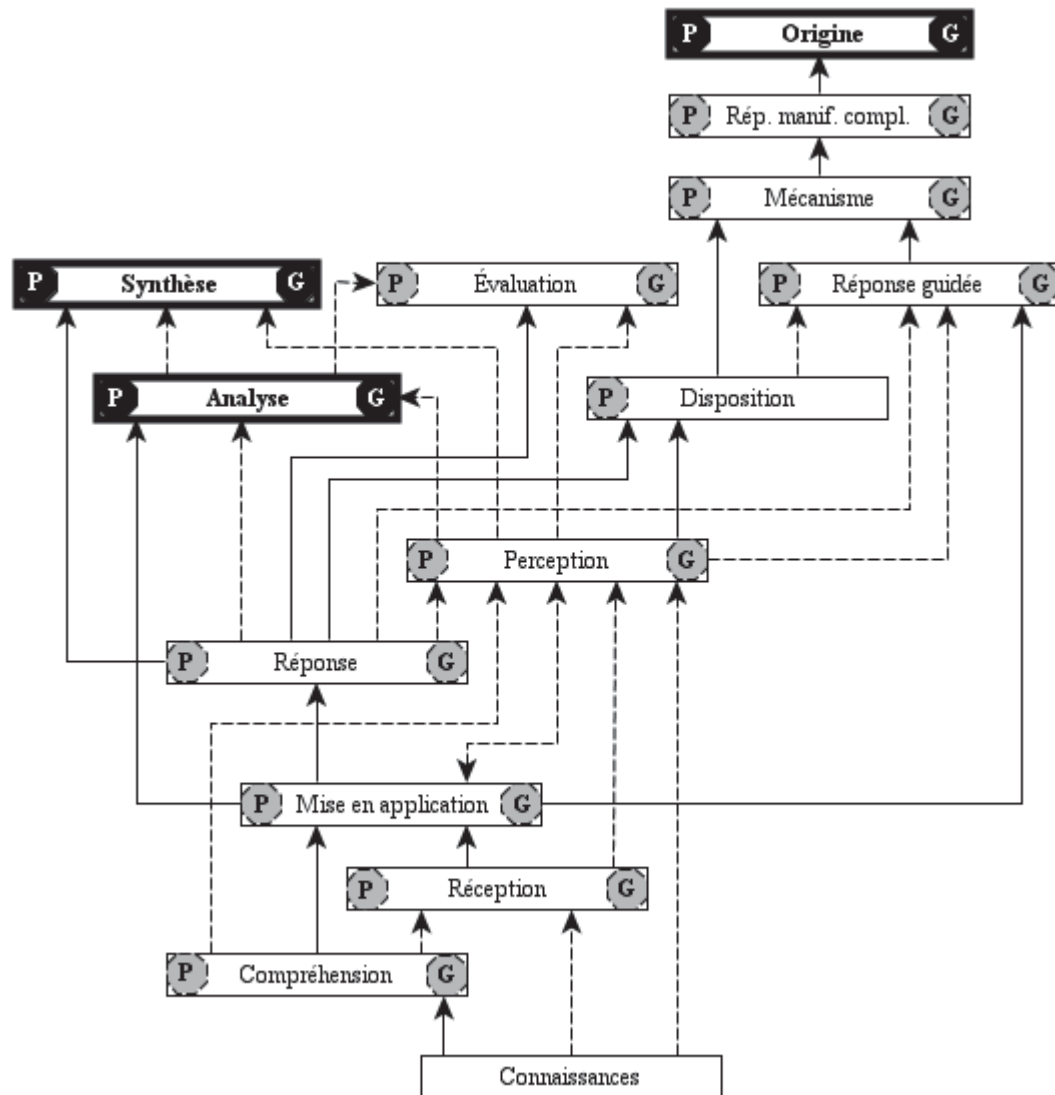 P Origine G
P Rép. manif. compl. G
P Mécanisme G
P Synthèse G
P Évaluation G
P Réponse guidée G
P Analyse G
P Disposition
P Perception G
P Réponse G
P Mise en application G
P Réception G
P Compréhension G
Connaissances